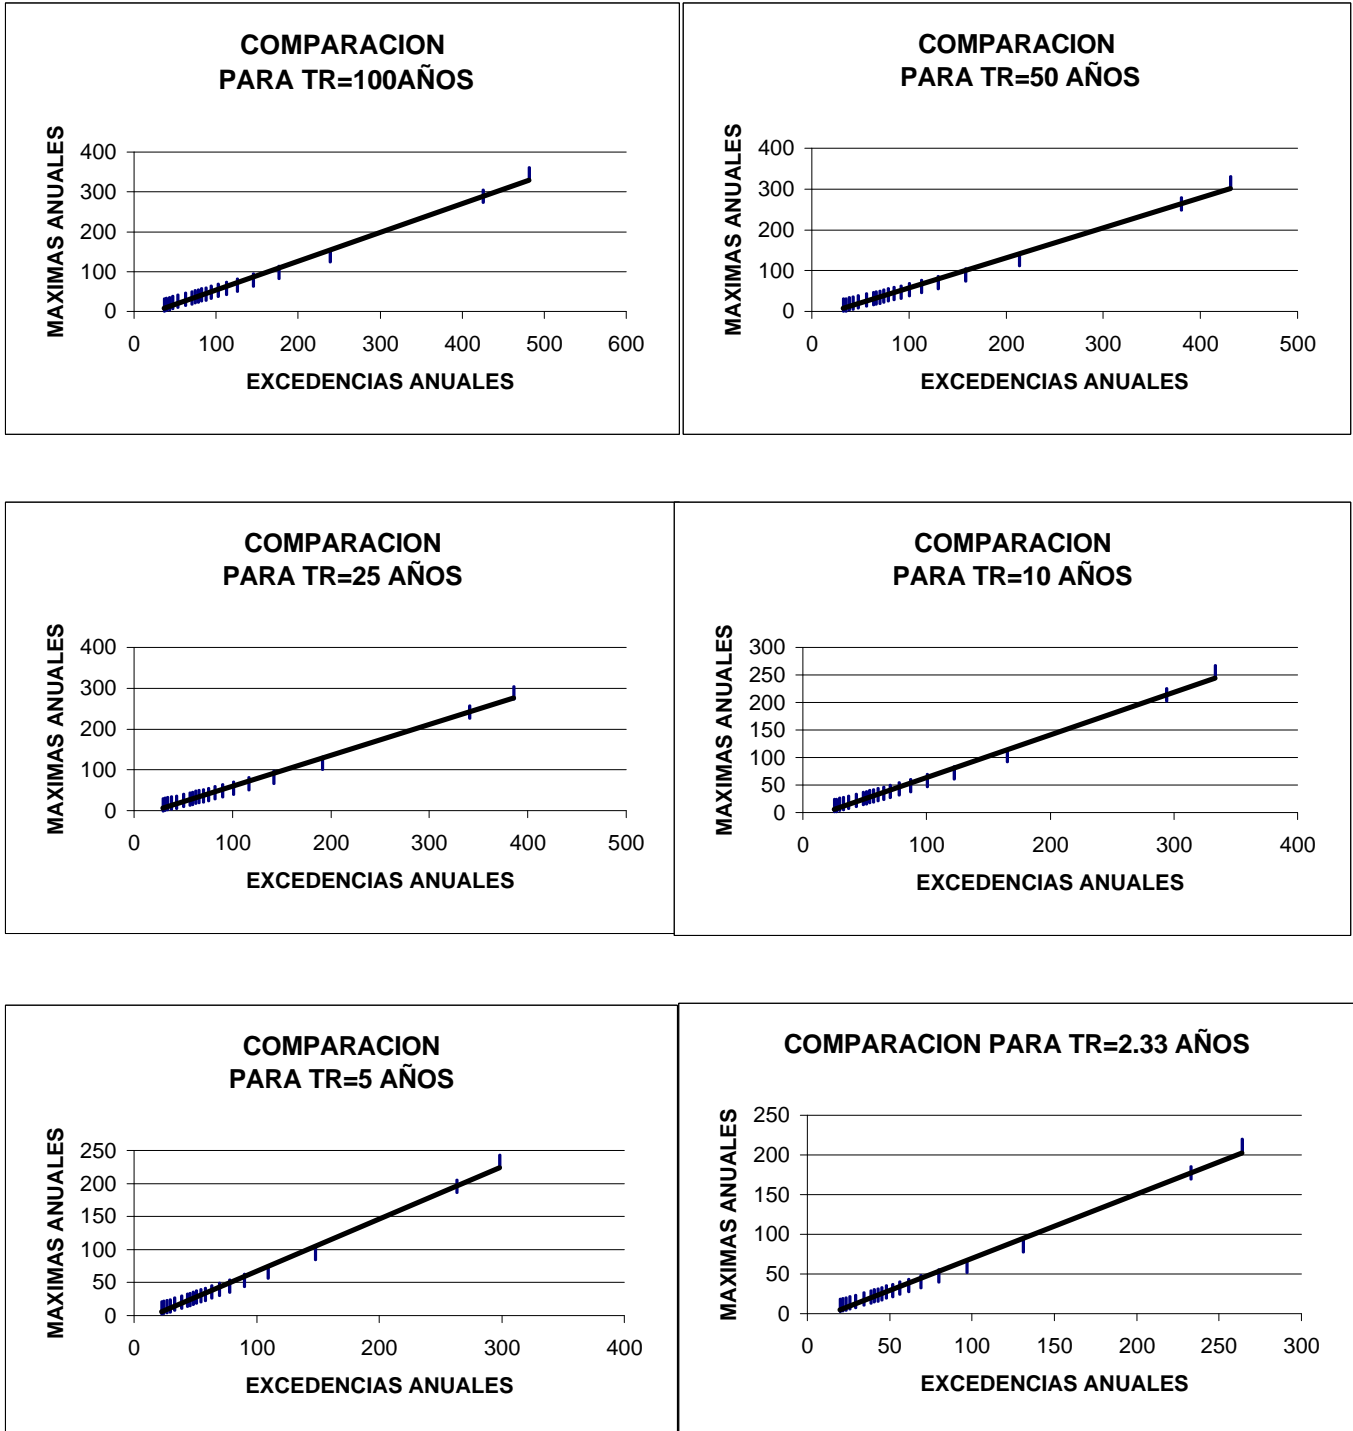 COMPARACION
PARA TR=100AÑOS
MAXIMAS ANUALES
400
300
200
100
0
0 100 200 300 400 500 600
EXCEDENCIAS ANUALES
COMPARACION
PARA TR=50 AÑOS
MAXIMAS ANUALES
400
300
200
100
0
0 100 200 300 400 500
EXCEDENCIAS ANUALES
COMPARACION
PARA TR=25 AÑOS
MAXIMAS ANUALES
400
300
200
100
0
0 100 200 300 400 500
EXCEDENCIAS ANUALES
COMPARACION
PARA TR=10 AÑOS
MAXIMAS ANUALES
300
250
200
150
100
50
0
0 100 200 300 400
EXCEDENCIAS ANUALES
COMPARACION
PARA TR=5 AÑOS
MAXIMAS ANUALES
250
200
150
100
50
0
0 100 200 300 400
EXCEDENCIAS ANUALES
COMPARACION PARA TR=2.33 AÑOS
MAXIMAS ANUALES
250
200
150
100
50
0
0 50 100 150 200 250 300
EXCEDENCIAS ANUALES